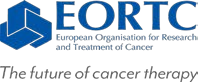 EORTC
European Organisation for Research
and Treatment of Cancer
The future of cancer therapy